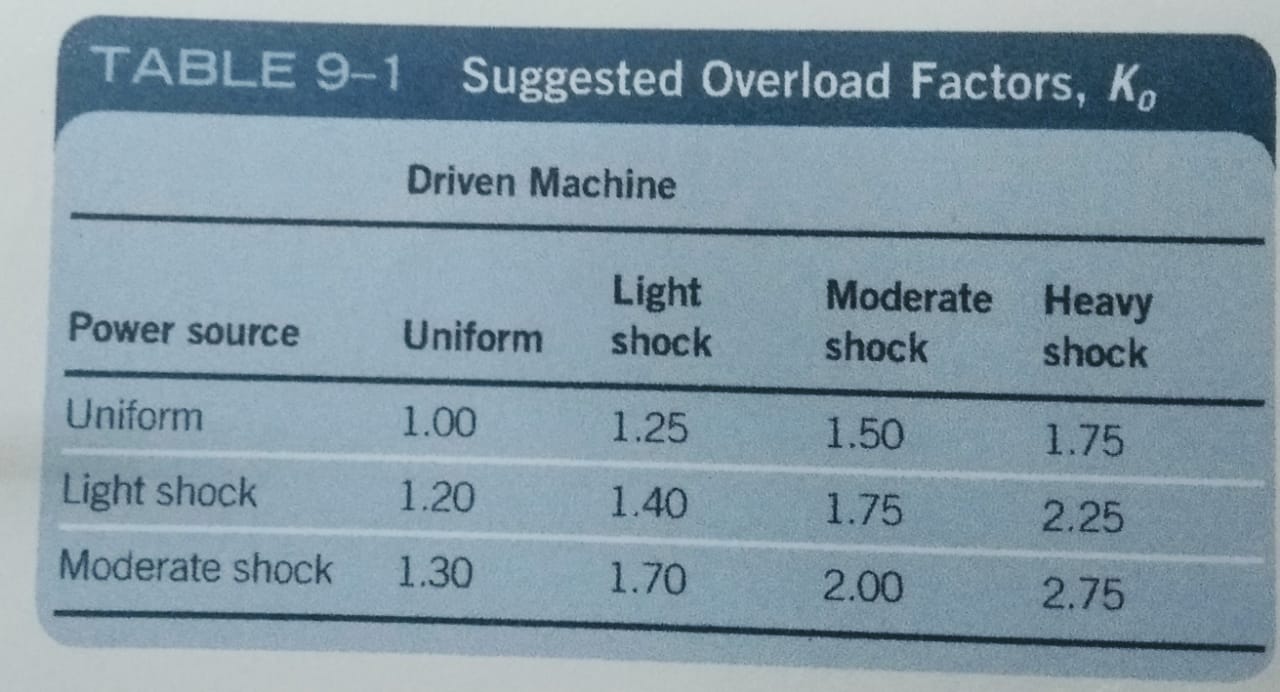 TABLE 9–1 Suggested Overload Factors, Ko
Driven Machine
Power source Uniform Light shock Moderate shock Heavy shock
Uniform 1.00 1.25 1.50 1.75
Light shock 1.20 1.40 1.75 2.25
Moderate shock 1.30 1.70 2.00 2.75